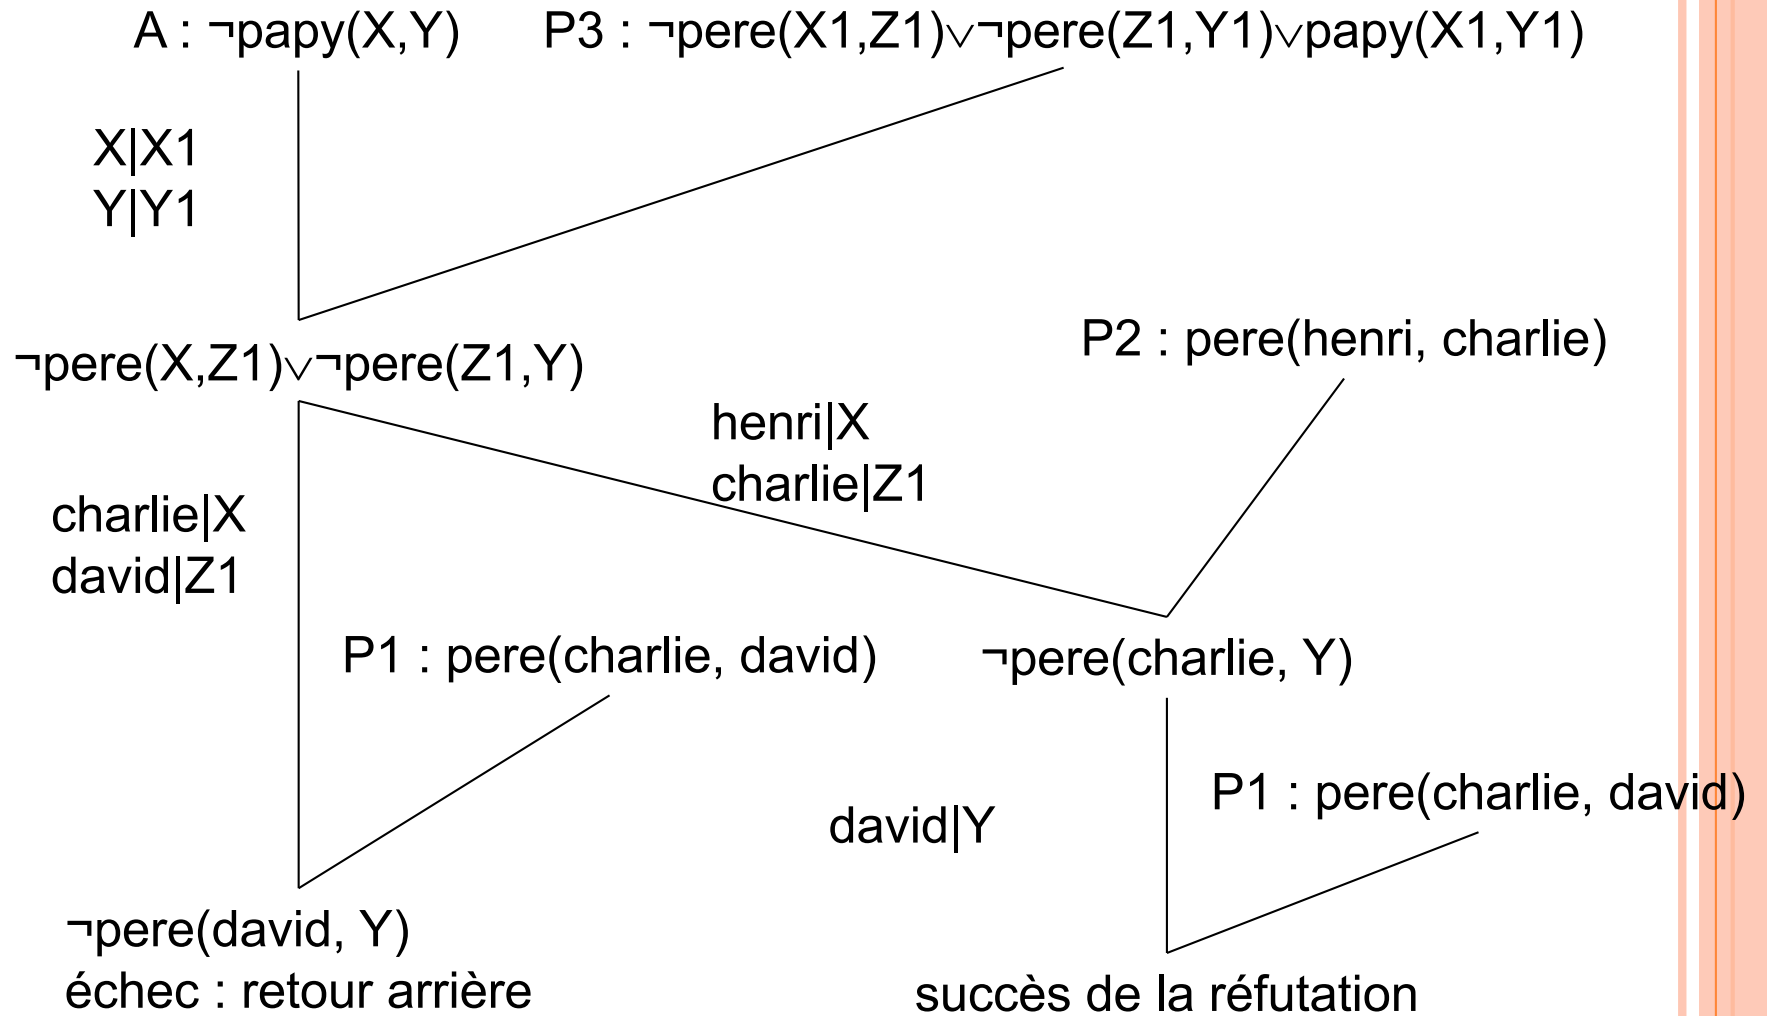 A : ¬papy(X,Y)
P3 : ¬pere(X1,Z1)∨¬pere(Z1,Y1)∨papy(X1,Y1)
X|X1
Y|Y1
¬pere(X,Z1)∨¬pere(Z1,Y)
P2 : pere(henri, charlie)
henri|X
charlie|Z1
charlie|X
david|Z1
P1 : pere(charlie, david)
¬pere(charlie, Y)
david|Y
P1 : pere(charlie, david)
¬pere(david, Y)
échec : retour arrière
succès de la réfutation